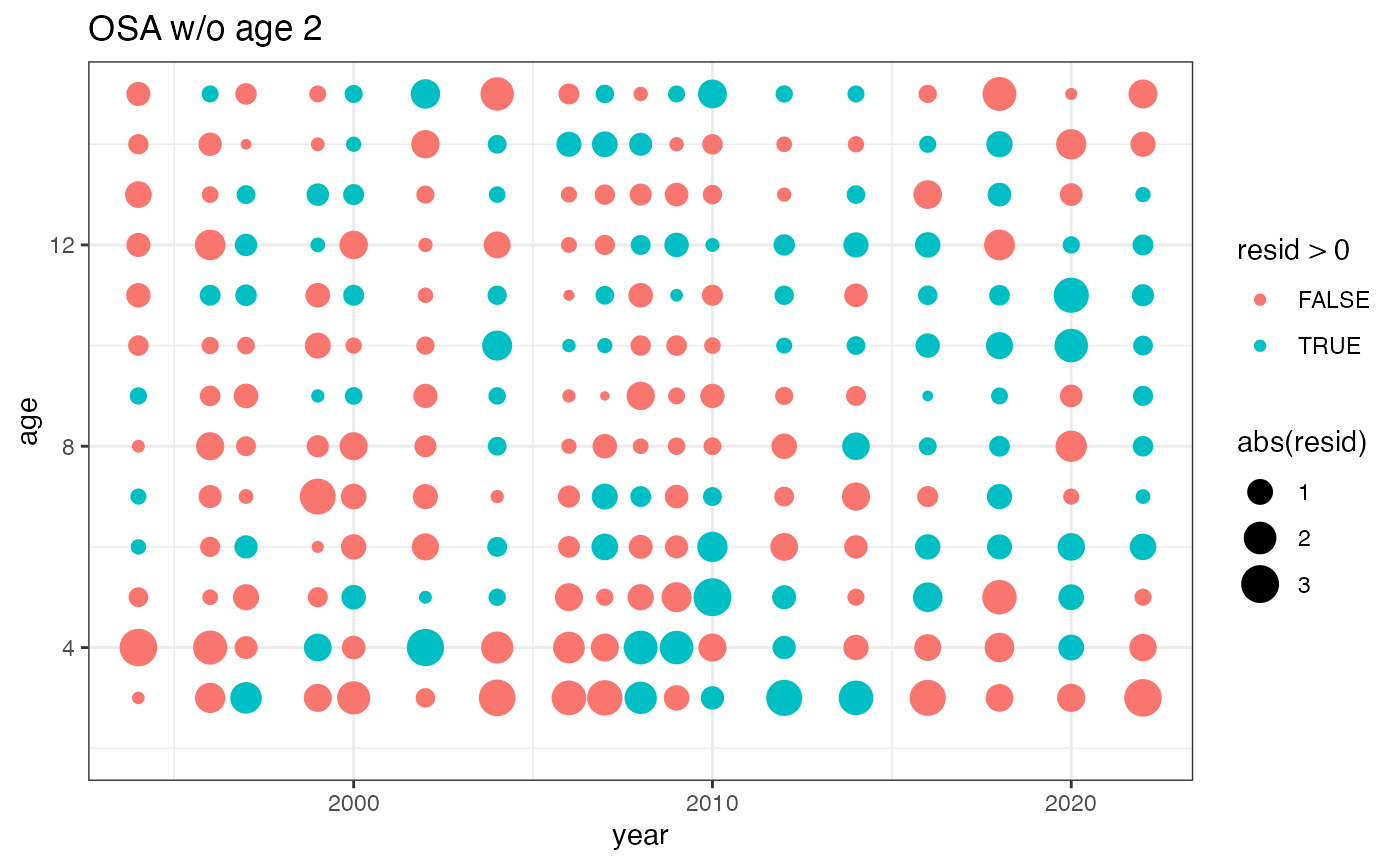 OSA w/o age 2
12
8
4
age
2000
2010
2020
year
resid > 0
FALSE
TRUE
abs(resid)
1
2
3